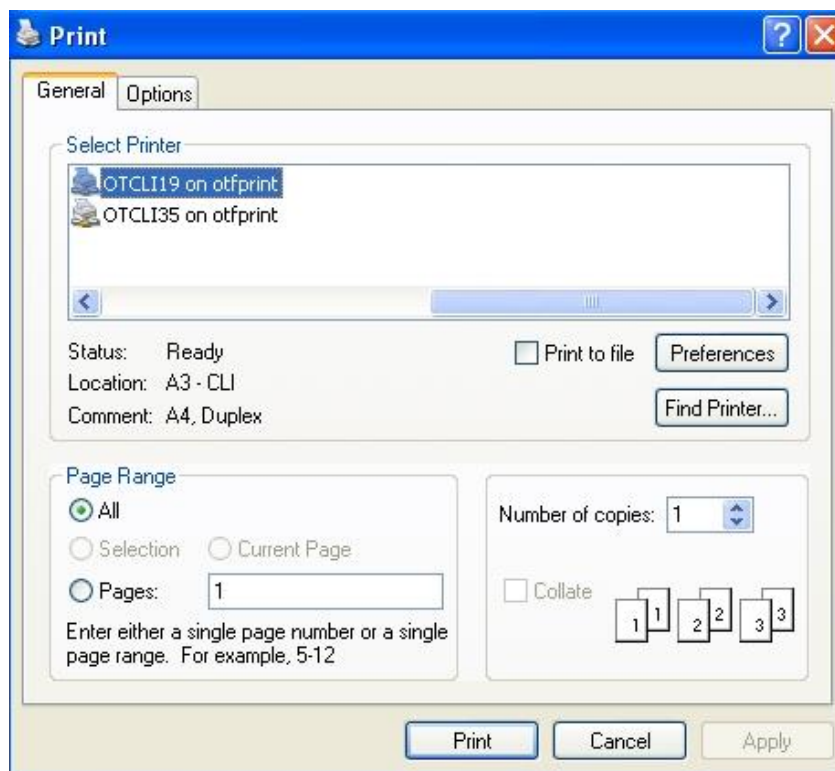 Print
General Options
Select Printer
OTCLI19 on otfprint
OTCLI35 on otfprint
Status: Ready
Location: A3 - CLI
Comment: A4, Duplex
Print to file
Preferences
Find Printer...
Page Range
All
Selection Current Page
Pages: 1
Enter either a single page number or a single
page range. For example, 5-12
Number of copies: 1
Collate
1 1 2 2 3 3
Print Cancel Apply